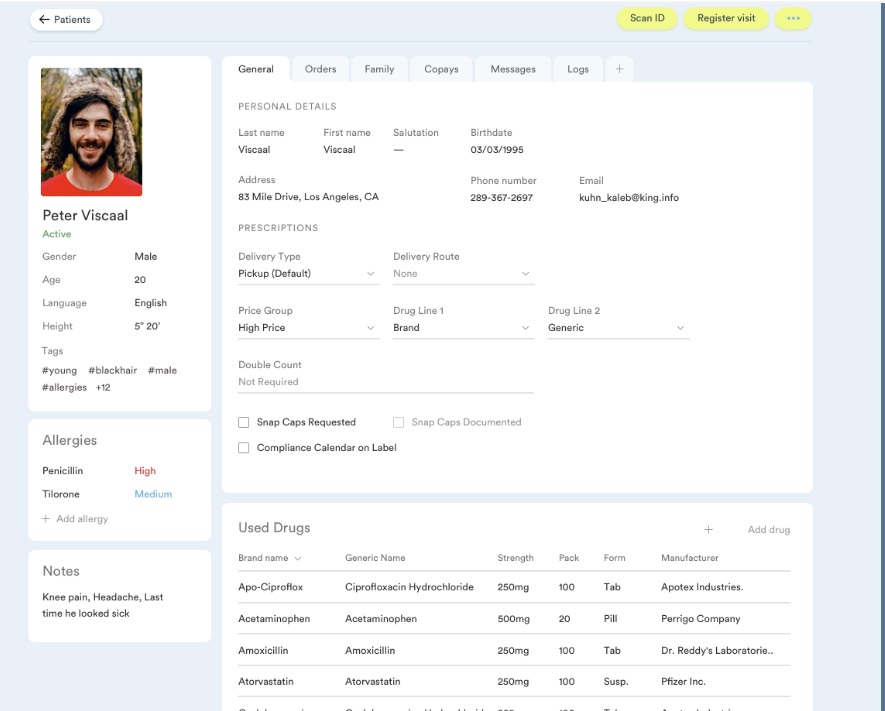 ← Patients
Scan ID Register visit •••
General Orders Family Copays Messages Logs +
PERSONAL DETAILS
Last name First name Salutation Birthdate
Viscaal Viscaal — 03/03/1995
Address Phone number Email
83 Mile Drive, Los Angeles, CA 289-367-2697 kuhn_kaleb@king.info
PRESCRIPTIONS
Delivery Type Delivery Route
Pickup (Default) None
Price Group Drug Line 1 Drug Line 2
High Price Brand Generic
Double Count
Not Required
Snap Caps Requested Snap Caps Documented
Compliance Calendar on Label
Peter Viscaal
Active
Gender Male
Age 20
Language English
Height 5” 20’
Tags
#young #blackhair #male
#allergies +12
Allergies
Penicillin High
Tilorone Medium
+ Add allergy
Notes
Knee pain, Headache, Last
time he looked sick
Used Drugs + Add drug
Brand name Generic Name Strength Pack Form Manufacturer
Apo-Ciproflox Ciprofloxacin Hydrochloride 250mg 100 Tab Apotex Industries.
Acetaminophen Acetaminophen 500mg 20 Pill Perrigo Company
Amoxicillin Amoxicillin 250mg 100 Tab Dr. Reddy's Laboratorie..
Atorvastatin Atorvastatin 250mg 100 Susp. Pfizer Inc.